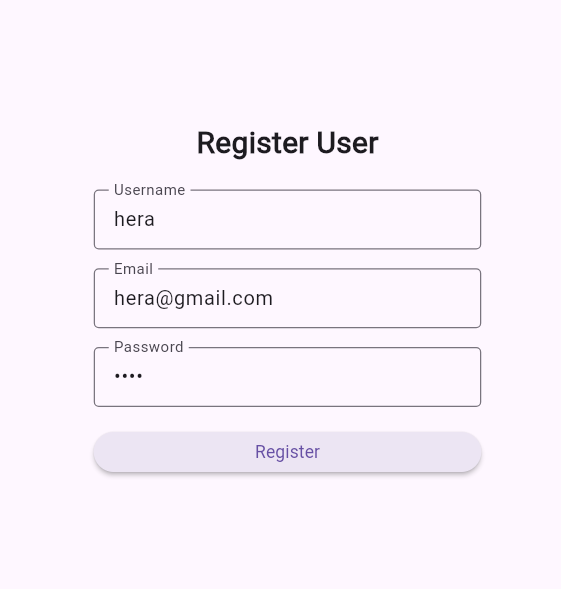 Register User
Username
hera
Email
hera@gmail.com
Password
••••
Register